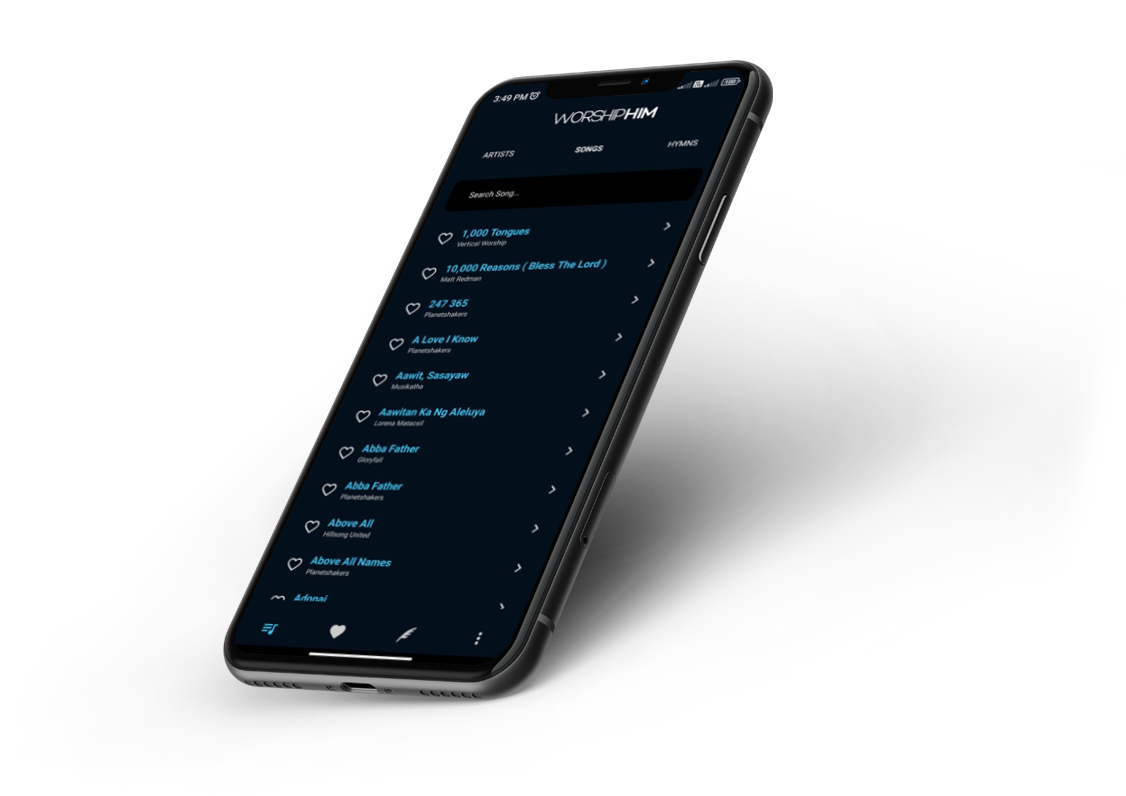 3:49 PM
100
WORSHIPHIM
ARTISTS
SONGS
HYMNS
Search Song...
1,000 Tongues
Vertical Worship
10,000 Reasons ( Bless The Lord )
Matt Redman
247 365
Planetshakers
A Love I Know
Planetshakers
Aawit, Sasayaw
Musikatha
Aawitan Ka Ng Aleluya
Lorena Matacsil
Abba Father
Gloryfall
Abba Father
Planetshakers
Above All
Hillsong United
Above All Names
Planetshakers
Adonai